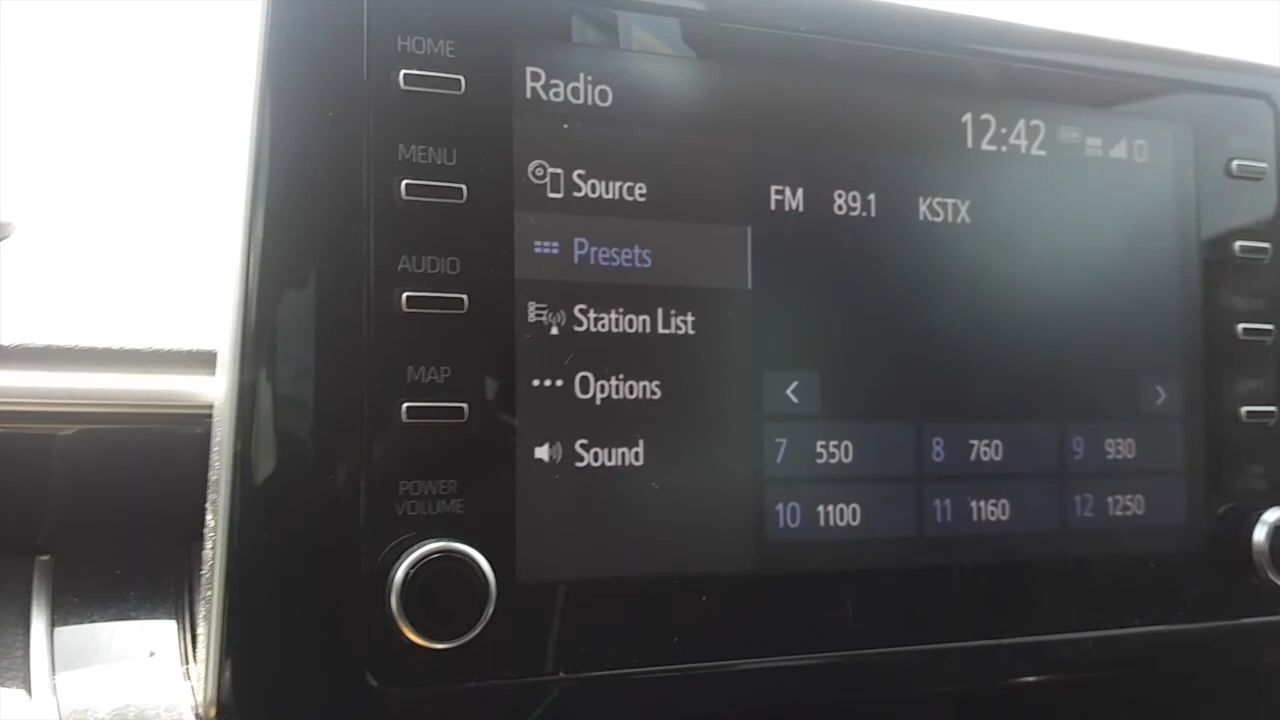 HOME
MENU
AUDIO
MAP
POWER
VOLUME
Radio
12:42
Source
Presets
Station List
Options
Sound
FM 89.1 KSTX
7 550 8 760 9 930
10 1100 11 1160 12 1250